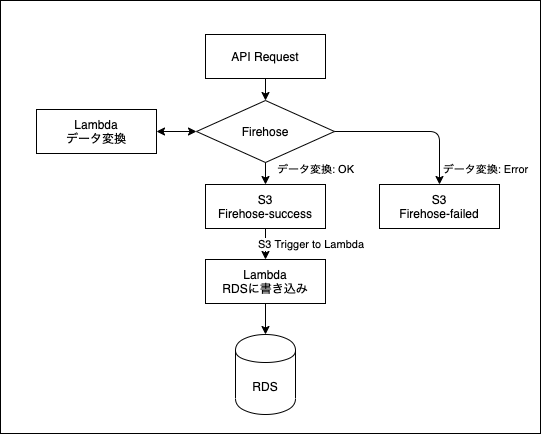 API Request
Lambda
データ変換
Firehose
データ変換: OK
データ変換: Error
S3
Firehose-success
S3
Firehose-failed
S3 Trigger to Lambda
Lambda
RDSに書き込み
RDS